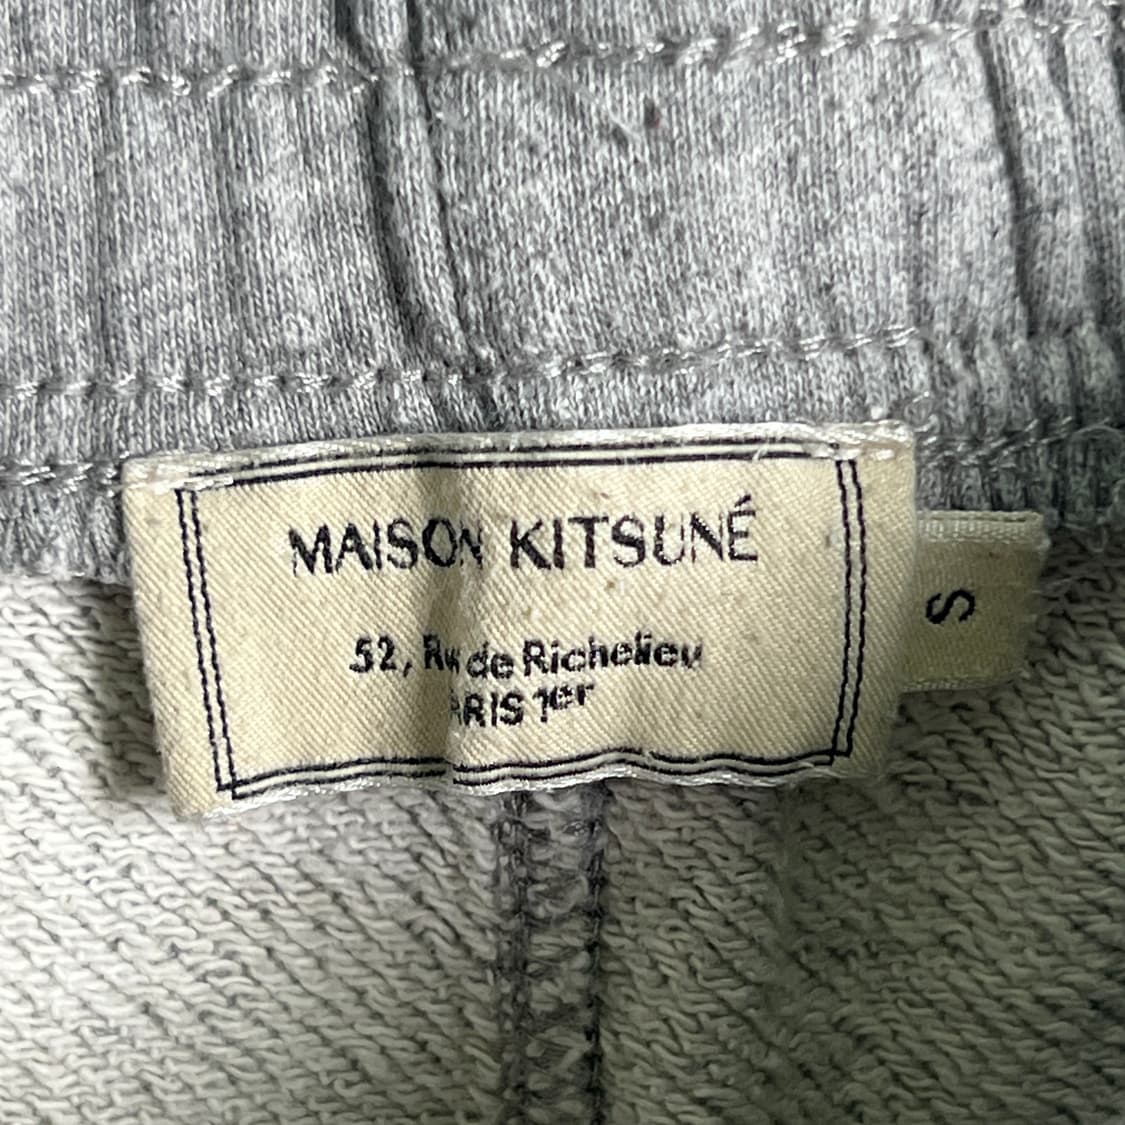 MAISON KITSUNÉ
52, Rue de Richelieu
PARIS 1er
S